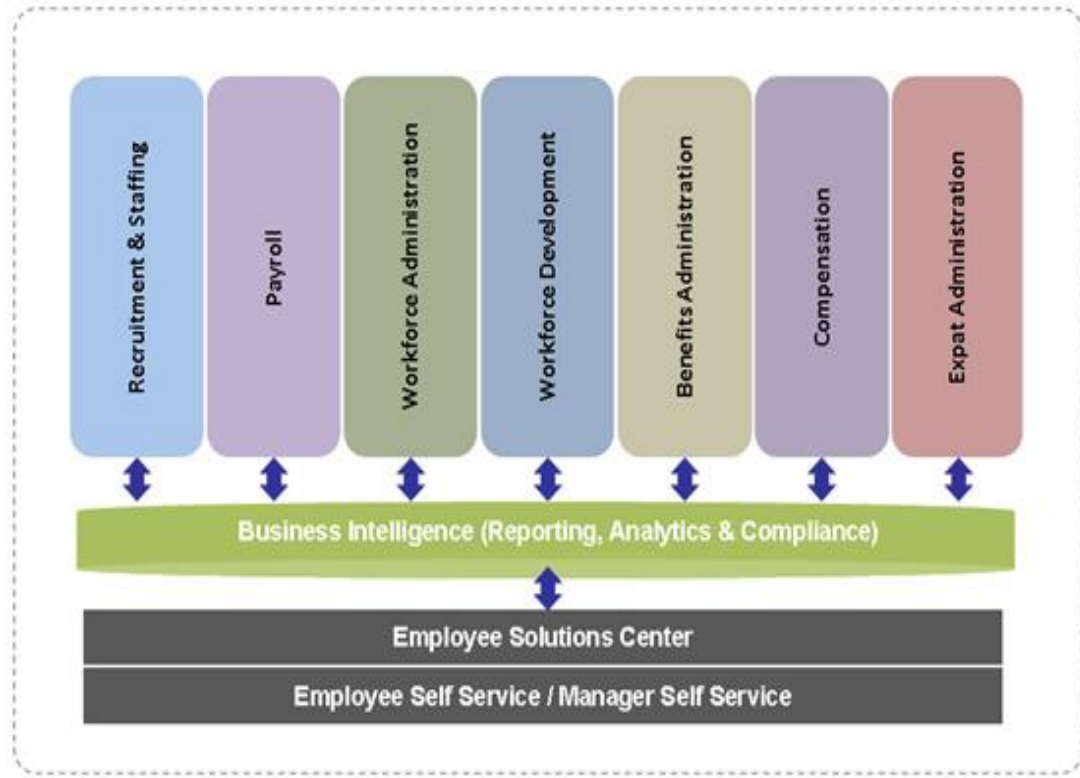 Recruitment & Staffing
Payroll
Workforce Administration
Workforce Development
Benefits Administration
Compensation
Expat Administration
Business Intelligence (Reporting, Analytics & Compliance)
Employee Solutions Center
Employee Self Service / Manager Self Service